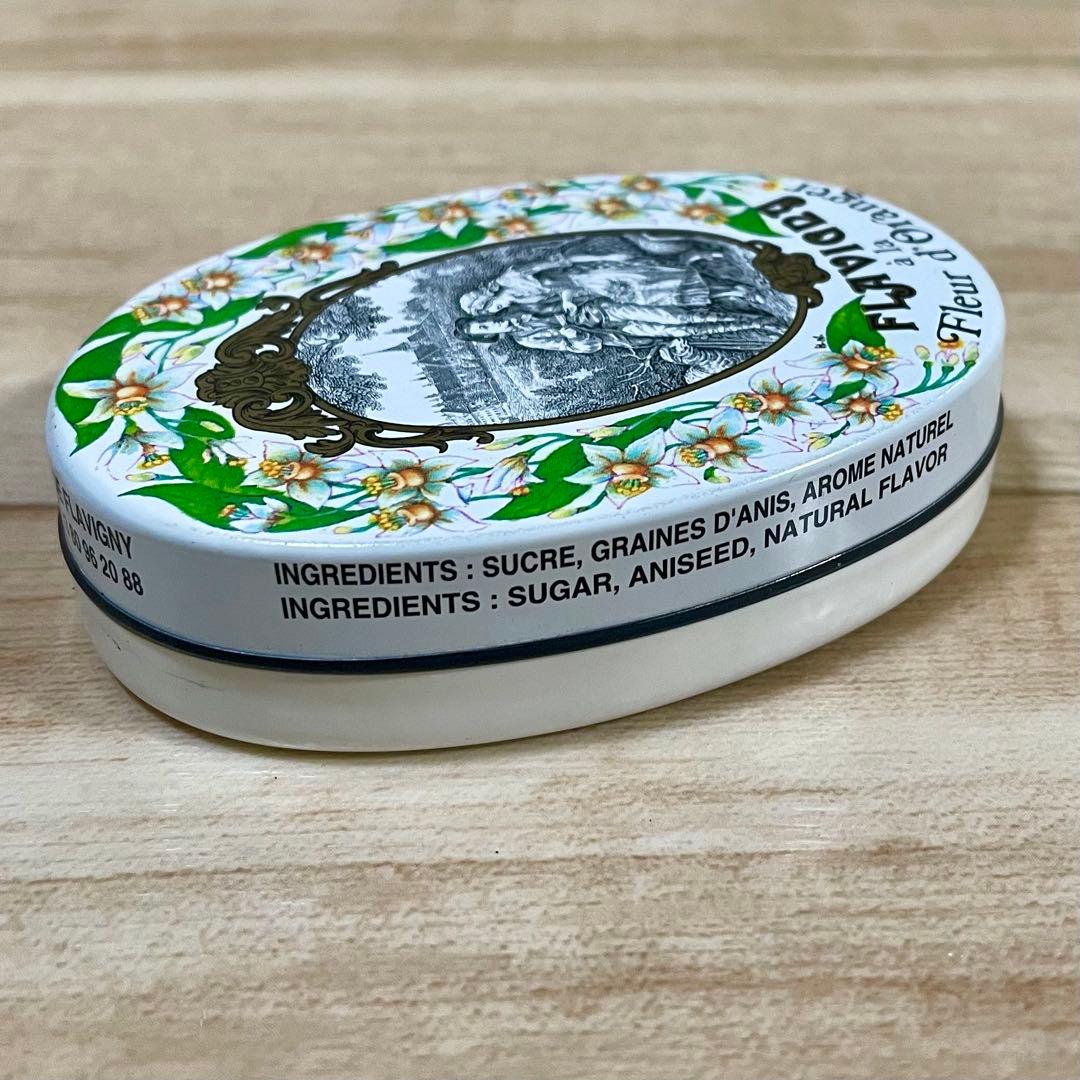 FLAVIGNY
à la
Fleur d'Oranger
FLAVIGNY
80 96 20 88
INGREDIENTS : SUCRE, GRAINES D'ANIS, AROME NATUREL
INGREDIENTS : SUGAR, ANISEED, NATURAL FLAVOR